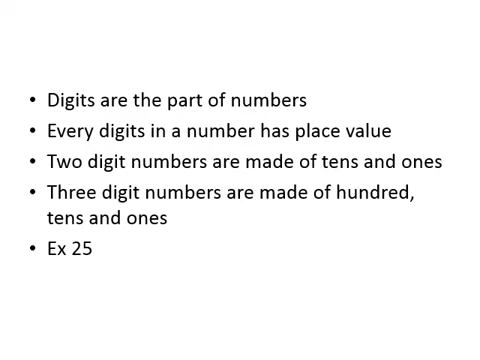 • Digits are the part of numbers
• Every digits in a number has place value
• Two digit numbers are made of tens and ones
• Three digit numbers are made of hundred,
tens and ones
• Ex 25